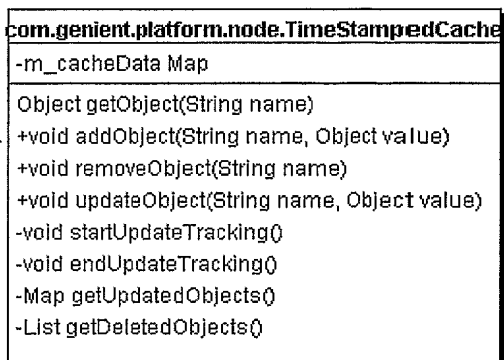 com.genient.platform.node.TimeStampedCache
-m_cacheData Map
Object getObject(String name)
+void addObject(String name, Object value)
+void removeObject(String name)
+void updateObject(String name, Object value)
-void startUpdateTracking()
-void endUpdateTracking()
-Map getUpdatedObjects()
-List getDeletedObjects()